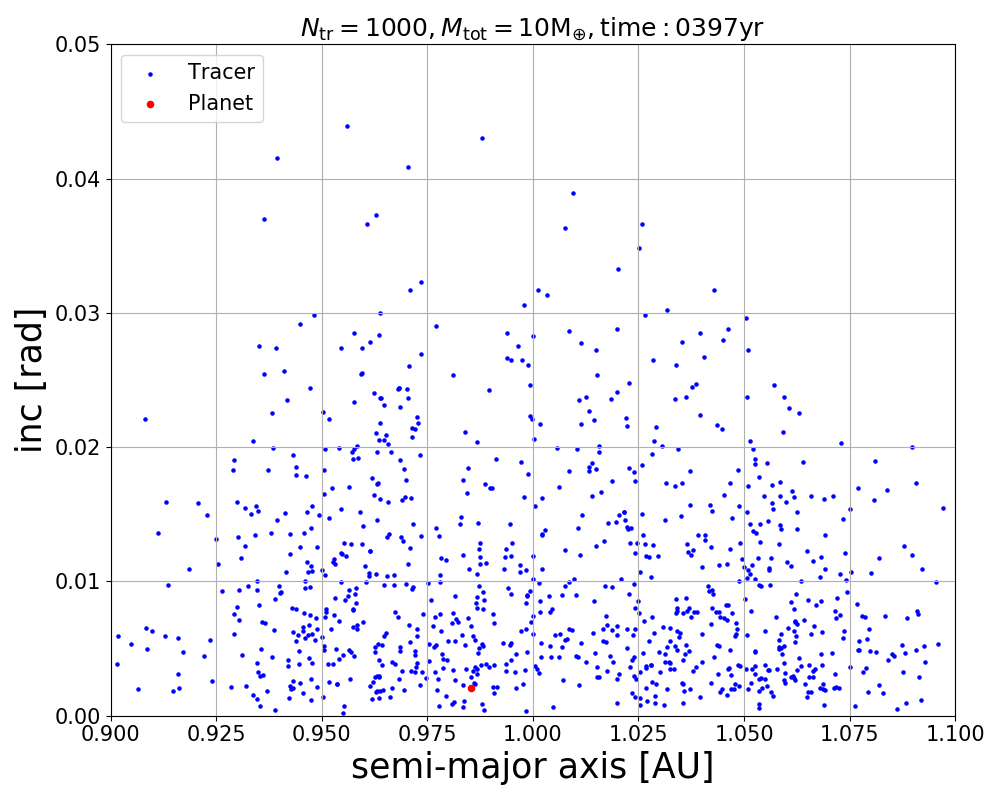 N_tr = 1000, M_tot = 10M_⊕, time : 0397yr
0.05
Tracer
Planet
0.04
0.03
0.02
0.01
0.00
inc [rad]
0.900 0.925 0.950 0.975 1.000 1.025 1.050 1.075 1.100
semi-major axis [AU]